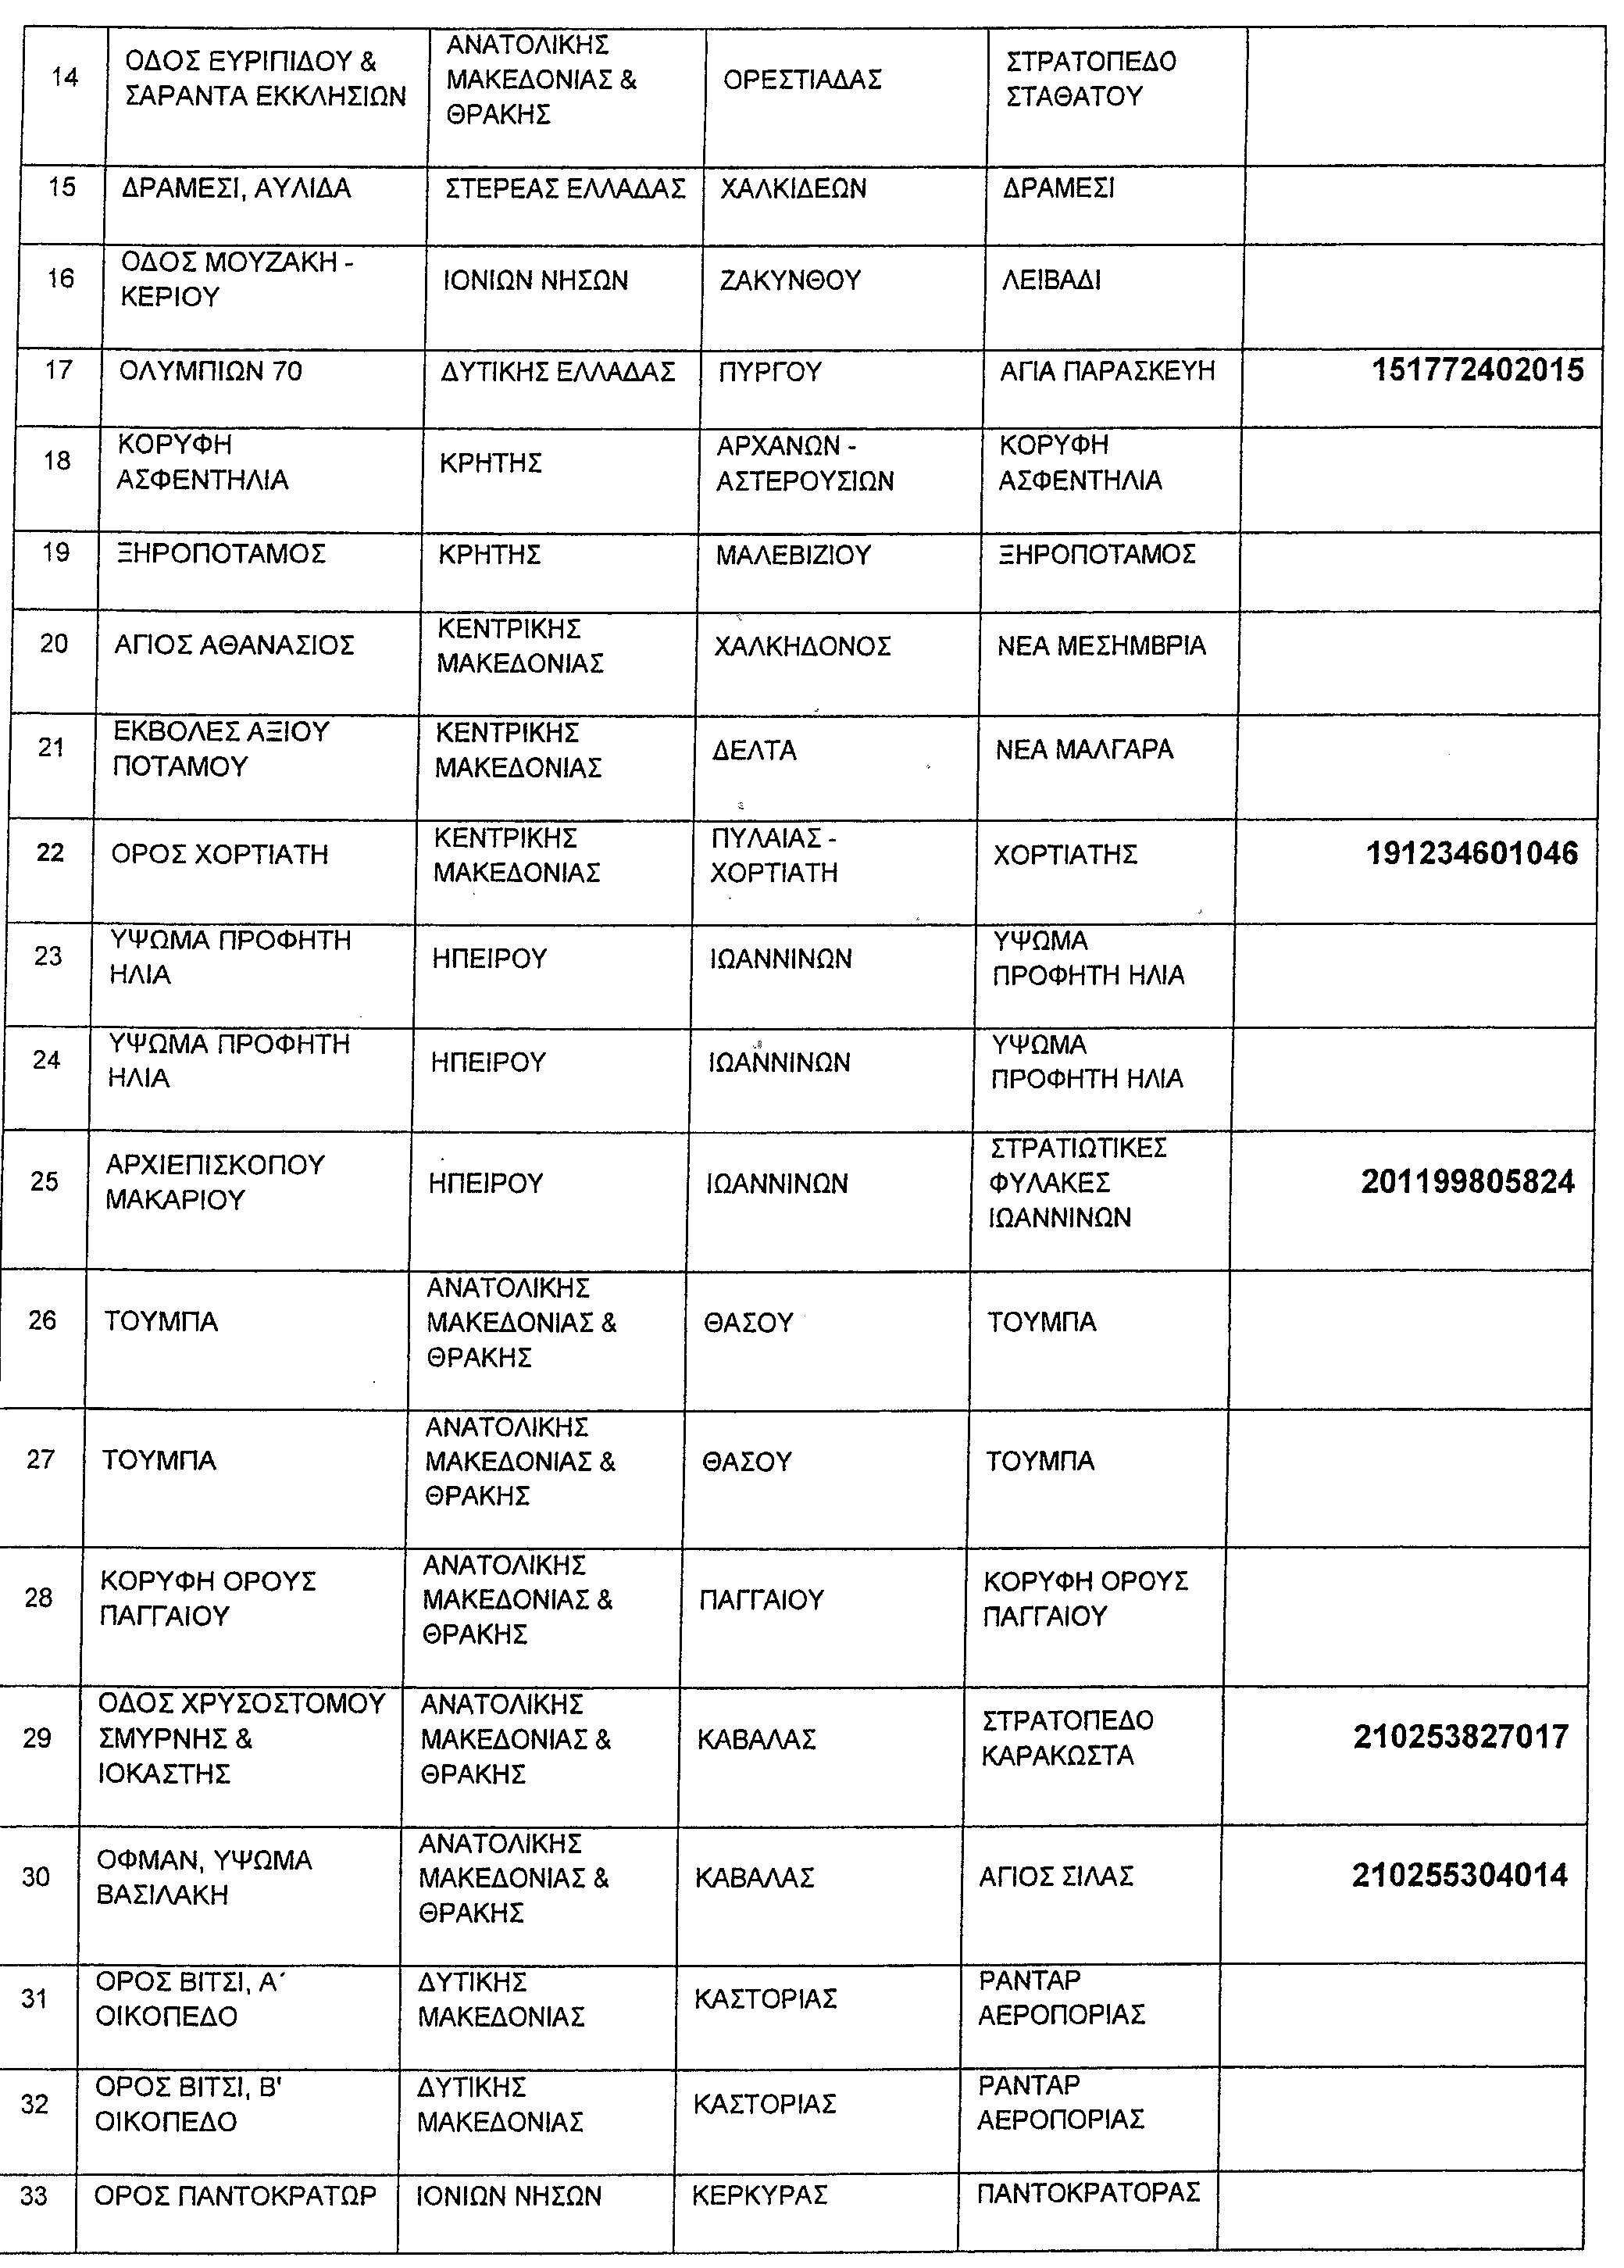 14 ΟΔΟΣ ΕΥΡΙΠΙΔΟΥ & ΣΑΡΑΝΤΑ ΕΚΚΛΗΣΙΩΝ ΑΝΑΤΟΛΙΚΗΣ ΜΑΚΕΔΟΝΙΑΣ & ΘΡΑΚΗΣ ΟΡΕΣΤΙΑΔΑΣ ΣΤΡΑΤΟΠΕΔΟ ΣΤΑΘΑΤΟΥ
15 ΔΡΑΜΕΣΙ, ΑΥΛΙΔΑ ΣΤΕΡΕΑΣ ΕΛΛΑΔΑΣ ΧΑΛΚΙΔΕΩΝ ΔΡΑΜΕΣΙ
16 ΟΔΟΣ ΜΟΥΖΑΚΗ - ΚΕΡΙΟΥ ΙΟΝΙΩΝ ΝΗΣΩΝ ΖΑΚΥΝΘΟΥ ΛΕΙΒΑΔΙ
17 ΟΛΥΜΠΙΩΝ 70 ΔΥΤΙΚΗΣ ΕΛΛΑΔΑΣ ΠΥΡΓΟΥ ΑΓΙΑ ΠΑΡΑΣΚΕΥΗ 151772402015
18 ΚΟΡΥΦΗ ΑΣΦΕΝΤΗΛΙΑ ΚΡΗΤΗΣ ΑΡΧΑΝΩΝ - ΑΣΤΕΡΟΥΣΙΩΝ ΚΟΡΥΦΗ ΑΣΦΕΝΤΗΛΙΑ
19 ΞΗΡΟΠΟΤΑΜΟΣ ΚΡΗΤΗΣ ΜΑΛΕΒΙΖΙΟΥ ΞΗΡΟΠΟΤΑΜΟΣ
20 ΑΓΙΟΣ ΑΘΑΝΑΣΙΟΣ ΚΕΝΤΡΙΚΗΣ ΜΑΚΕΔΟΝΙΑΣ ΧΑΛΚΗΔΟΝΟΣ ΝΕΑ ΜΕΣΗΜΒΡΙΑ
21 ΕΚΒΟΛΕΣ ΑΞΙΟΥ ΠΟΤΑΜΟΥ ΚΕΝΤΡΙΚΗΣ ΜΑΚΕΔΟΝΙΑΣ ΔΕΛΤΑ ΝΕΑ ΜΑΛΓΑΡΑ
22 ΟΡΟΣ ΧΟΡΤΙΑΤΗ ΚΕΝΤΡΙΚΗΣ ΜΑΚΕΔΟΝΙΑΣ ΠΥΛΑΙΑΣ - ΧΟΡΤΙΑΤΗ ΧΟΡΤΙΑΤΗΣ 191234601046
23 ΥΨΩΜΑ ΠΡΟΦΗΤΗ ΗΛΙΑ ΗΠΕΙΡΟΥ ΙΩΑΝΝΙΝΩΝ ΥΨΩΜΑ ΠΡΟΦΗΤΗ ΗΛΙΑ
24 ΥΨΩΜΑ ΠΡΟΦΗΤΗ ΗΛΙΑ ΗΠΕΙΡΟΥ ΙΩΑΝΝΙΝΩΝ ΥΨΩΜΑ ΠΡΟΦΗΤΗ ΗΛΙΑ
25 ΑΡΧΙΕΠΙΣΚΟΠΟΥ ΜΑΚΑΡΙΟΥ ΗΠΕΙΡΟΥ ΙΩΑΝΝΙΝΩΝ ΣΤΡΑΤΙΩΤΙΚΕΣ ΦΥΛΑΚΕΣ ΙΩΑΝΝΙΝΩΝ 201199805824
26 ΤΟΥΜΠΑ ΑΝΑΤΟΛΙΚΗΣ ΜΑΚΕΔΟΝΙΑΣ & ΘΡΑΚΗΣ ΘΑΣΟΥ ΤΟΥΜΠΑ
27 ΤΟΥΜΠΑ ΑΝΑΤΟΛΙΚΗΣ ΜΑΚΕΔΟΝΙΑΣ & ΘΡΑΚΗΣ ΘΑΣΟΥ ΤΟΥΜΠΑ
28 ΚΟΡΥΦΗ ΟΡΟΥΣ ΠΑΓΓΑΙΟΥ ΑΝΑΤΟΛΙΚΗΣ ΜΑΚΕΔΟΝΙΑΣ & ΘΡΑΚΗΣ ΠΑΓΓΑΙΟΥ ΚΟΡΥΦΗ ΟΡΟΥΣ ΠΑΓΓΑΙΟΥ
29 ΟΔΟΣ ΧΡΥΣΟΣΤΟΜΟΥ ΣΜΥΡΝΗΣ & ΙΟΚΑΣΤΗΣ ΑΝΑΤΟΛΙΚΗΣ ΜΑΚΕΔΟΝΙΑΣ & ΘΡΑΚΗΣ ΚΑΒΑΛΑΣ ΣΤΡΑΤΟΠΕΔΟ ΚΑΡΑΚΩΣΤΑ 210253827017
30 ΟΦΜΑΝ, ΥΨΩΜΑ ΒΑΣΙΛΑΚΗ ΑΝΑΤΟΛΙΚΗΣ ΜΑΚΕΔΟΝΙΑΣ & ΘΡΑΚΗΣ ΚΑΒΑΛΑΣ ΑΓΙΟΣ ΣΙΛΑΣ 210255304014
31 ΟΡΟΣ ΒΙΤΣΙ, Α΄ ΟΙΚΟΠΕΔΟ ΔΥΤΙΚΗΣ ΜΑΚΕΔΟΝΙΑΣ ΚΑΣΤΟΡΙΑΣ ΡΑΝΤΑΡ ΑΕΡΟΠΟΡΙΑΣ
32 ΟΡΟΣ ΒΙΤΣΙ, Β' ΟΙΚΟΠΕΔΟ ΔΥΤΙΚΗΣ ΜΑΚΕΔΟΝΙΑΣ ΚΑΣΤΟΡΙΑΣ ΡΑΝΤΑΡ ΑΕΡΟΠΟΡΙΑΣ
33 ΟΡΟΣ ΠΑΝΤΟΚΡΑΤΩΡ ΙΟΝΙΩΝ ΝΗΣΩΝ ΚΕΡΚΥΡΑΣ ΠΑΝΤΟΚΡΑΤΟΡΑΣ